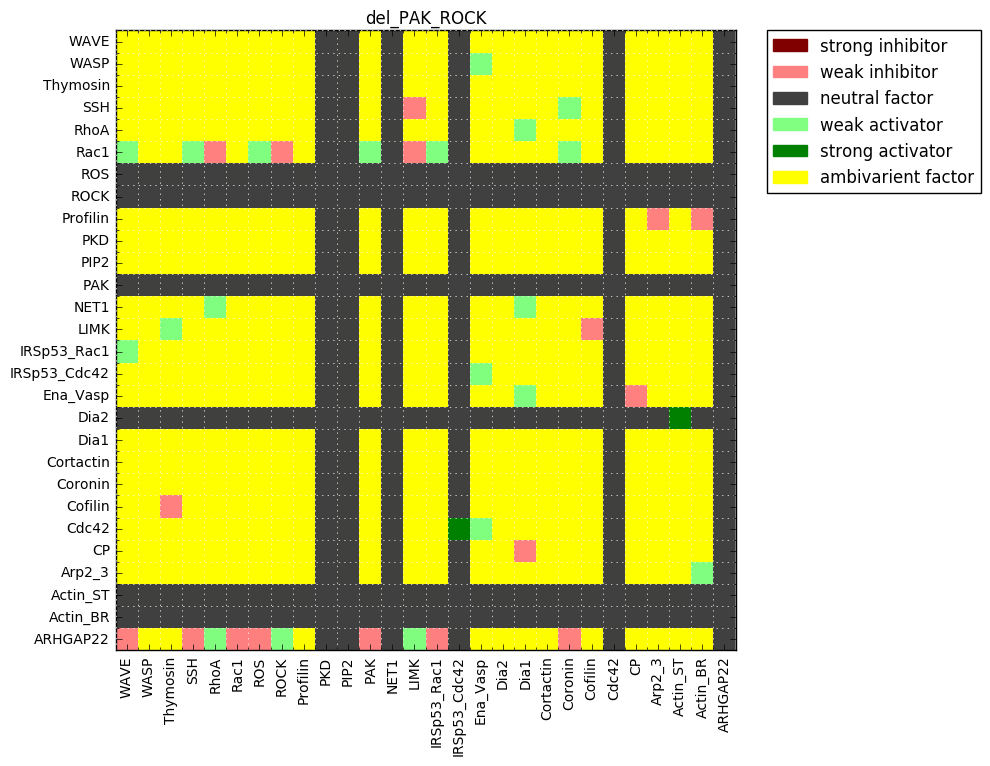 del_PAK_ROCK
WAVE
WASP
Thymosin
SSH
RhoA
Rac1
ROS
ROCK
Profilin
PKD
PIP2
PAK
NET1
LIMK
IRSp53_Rac1
IRSp53_Cdc42
Ena_Vasp
Dia2
Dia1
Cortactin
Coronin
Cofilin
Cdc42
CP
Arp2_3
Actin_ST
Actin_BR
ARHGAP22
WAVE
WASP
Thymosin
SSH
RhoA
Rac1
ROS
ROCK
Profilin
PKD
PIP2
PAK
NET1
LIMK
IRSp53_Rac1
IRSp53_Cdc42
Ena_Vasp
Dia2
Dia1
Cortactin
Coronin
Cofilin
Cdc42
CP
Arp2_3
Actin_ST
Actin_BR
ARHGAP22
strong inhibitor
weak inhibitor
neutral factor
weak activator
strong activator
ambivarient factor